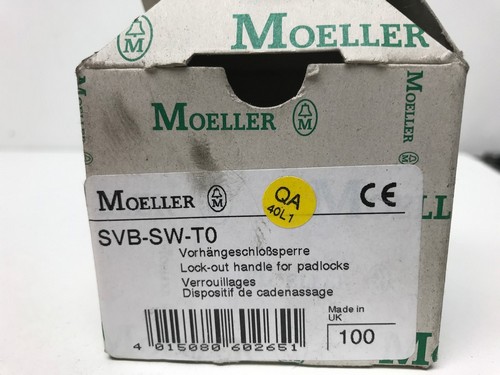 MOELLER
M
M
MOELLER
M
MOELLER
M
QA
40L1
CE
SVB-SW-T0
Vorhängeschloßsperre
Lock-out handle for padlocks
Verrouillages
Dispositif de cadenassage
Made in
UK
100
4 015080 602651